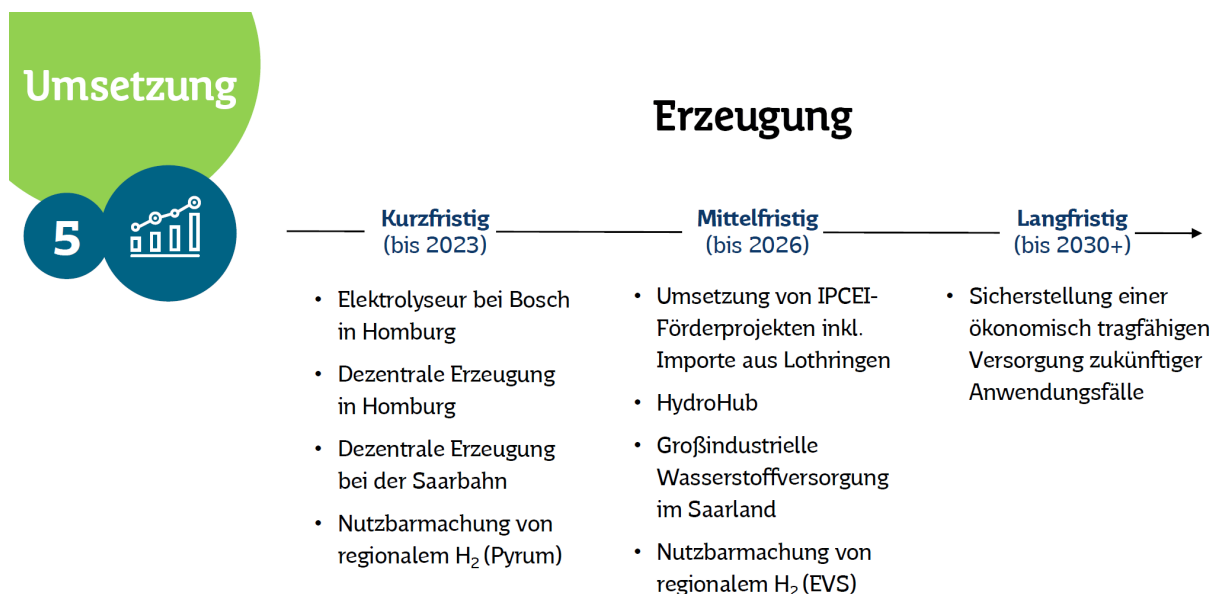 Umsetzung
5
Erzeugung
Kurzfristig
(bis 2023)
Mittelfristig
(bis 2026)
Langfristig
(bis 2030+)
• Elektrolyseur bei Bosch
in Homburg
• Dezentrale Erzeugung
in Homburg
• Dezentrale Erzeugung
bei der Saarbahn
• Nutzbarmachung von
regionalem H₂ (Pyrum)
• Umsetzung von IPCEI-
Förderprojekten inkl.
Importe aus Lothringen
• HydroHub
• Großindustrielle
Wasserstoffversorgung
im Saarland
• Nutzbarmachung von
regionalem H₂ (EVS)
• Sicherstellung einer
ökonomisch tragfähigen
Versorgung zukünftiger
Anwendungsfälle